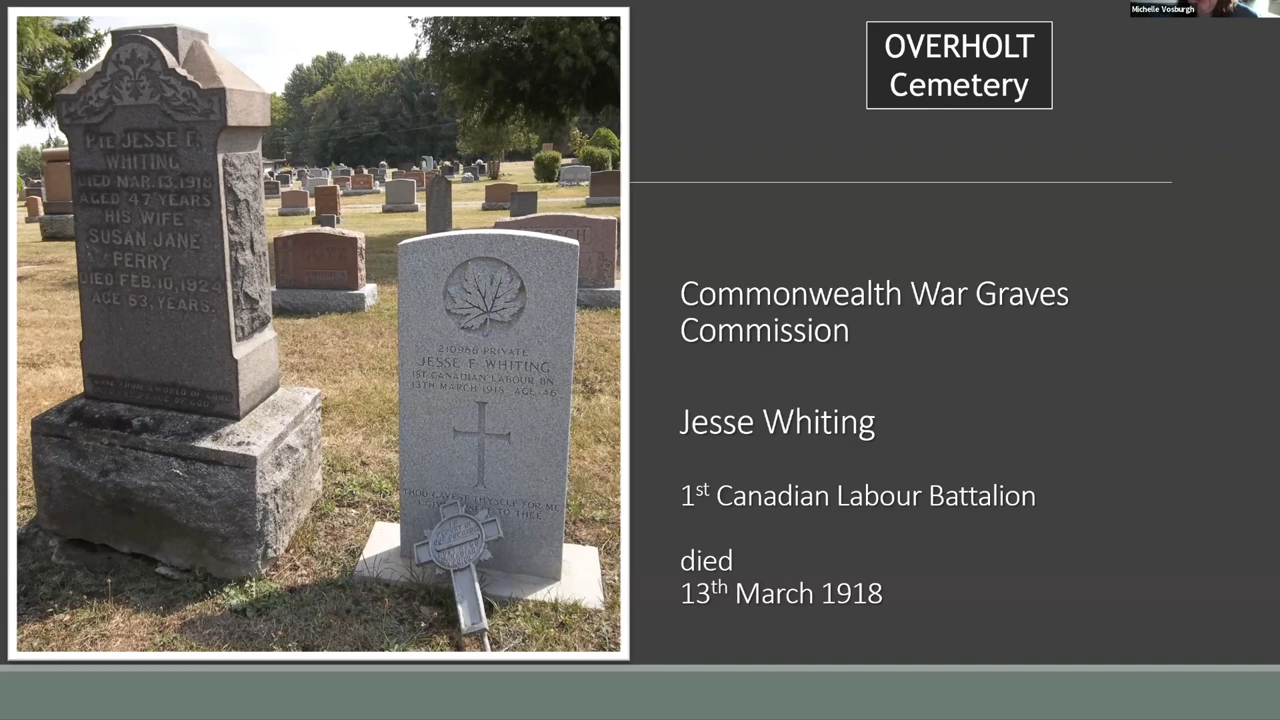 Michelle Vosburgh
OVERHOLT
Cemetery
PTE JESSE F.
WHITING
DIED MAR. 13, 1918
AGED 47 YEARS
HIS WIFE
SUSAN JANE
PERRY
DIED FEB. 10, 1924
AGE 53, YEARS.
210986 PRIVATE
JESSE F. WHITING
1ST CANADIAN LABOUR BN.
13TH MARCH 1918 AGE 46
THOU GAVEST THYSELF FOR ME
TO THEE
Commonwealth War Graves
Commission
Jesse Whiting
1st Canadian Labour Battalion
died
13th March 1918